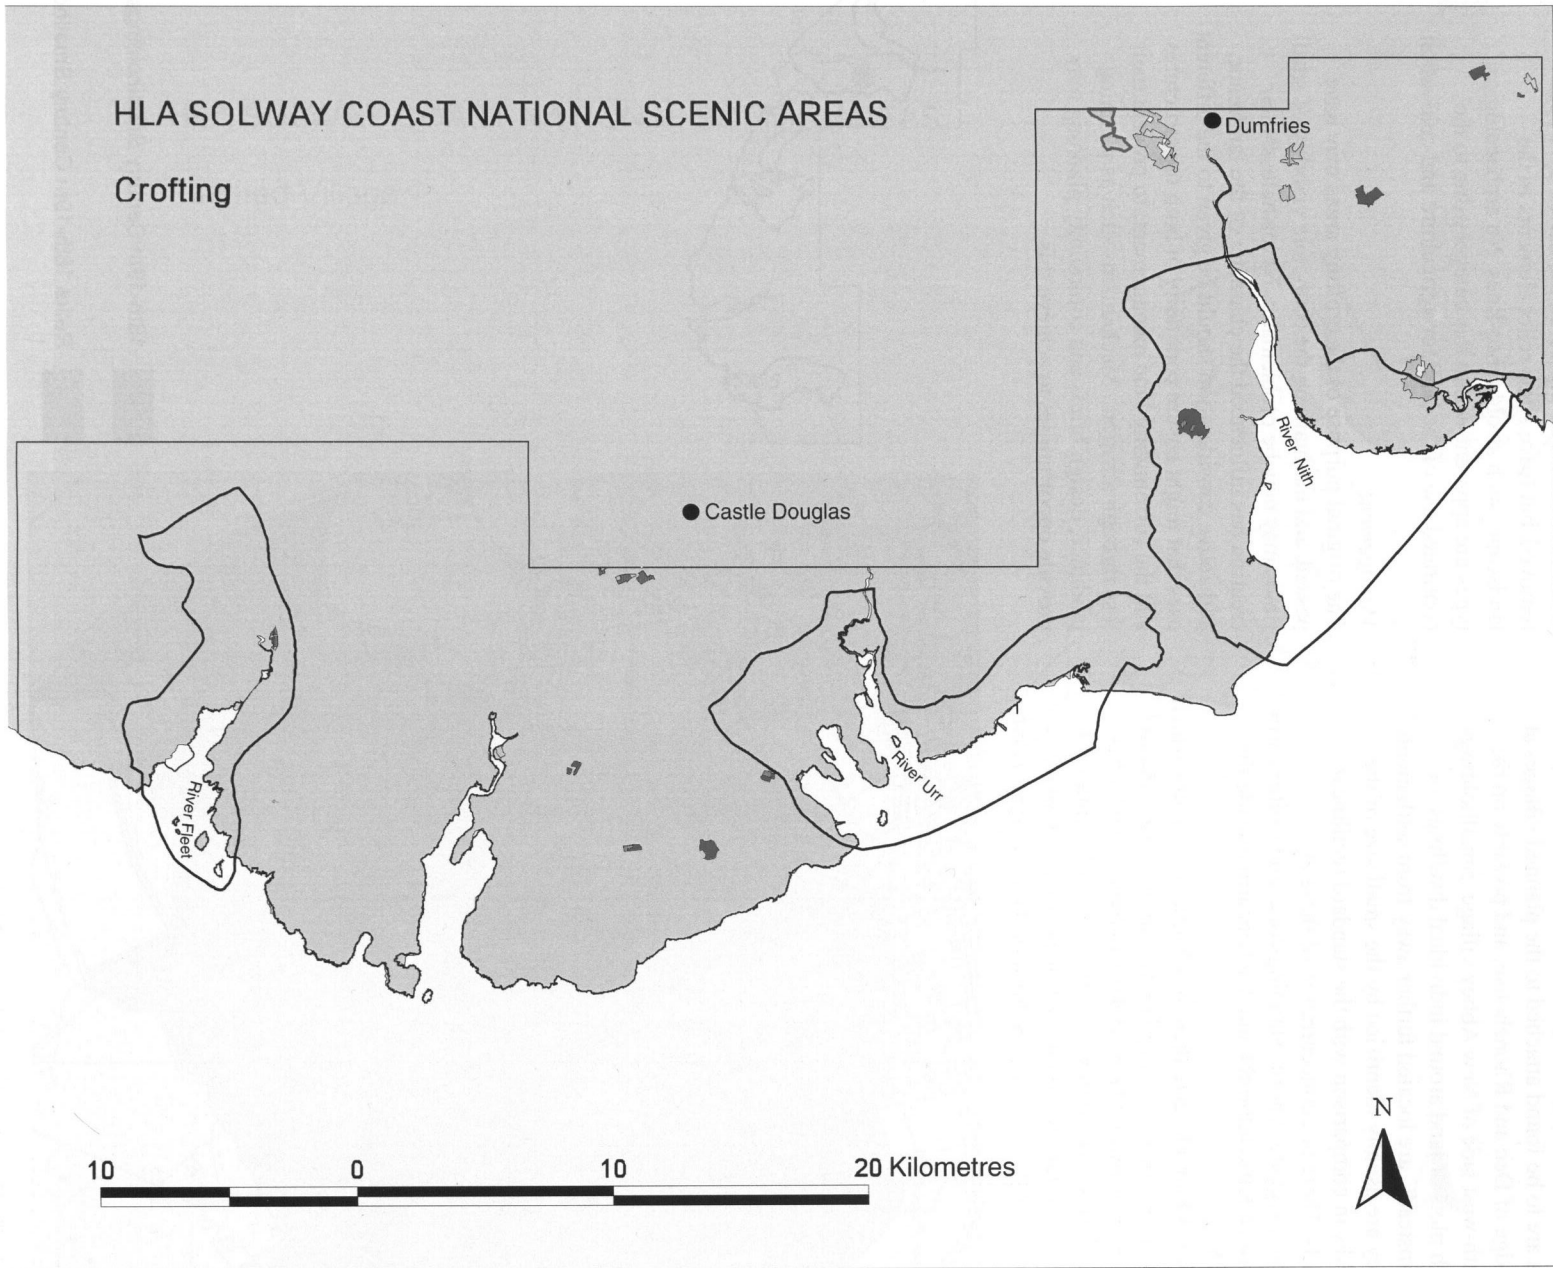 HLA SOLWAY COAST NATIONAL SCENIC AREAS
Crofting
Dumfries
River Nith
Castle Douglas
River Urr
River Fleet
N
10 0 10 20 Kilometres